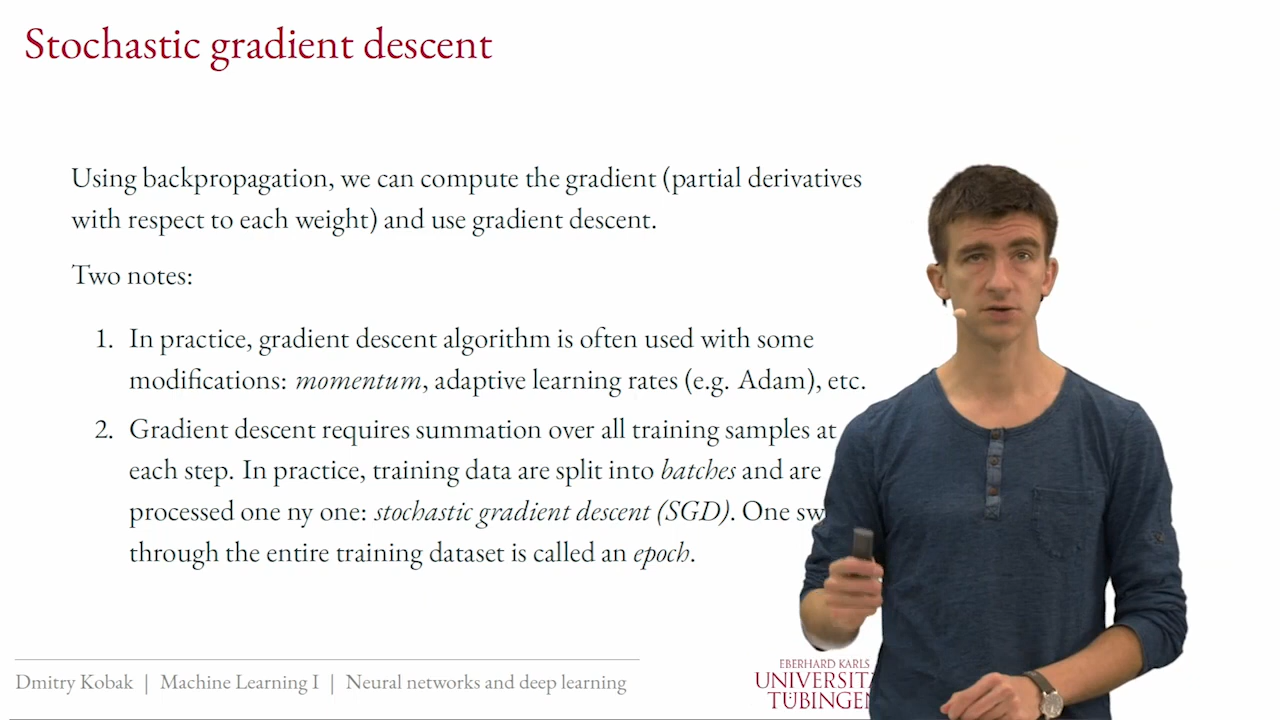 Stochastic gradient descent
Using backpropagation, we can compute the gradient (partial derivatives
with respect to each weight) and use gradient descent.
Two notes:
1. In practice, gradient descent algorithm is often used with some
modifications: momentum, adaptive learning rates (e.g. Adam), etc.
2. Gradient descent requires summation over all training samples at
each step. In practice, training data are split into batches and are
processed one ny one: stochastic gradient descent (SGD). One
through the entire training dataset is called an epoch.
Dmitry Kobak | Machine Learning I | Neural networks and deep learning
EBERHARD KARLS
TÜBINGEN